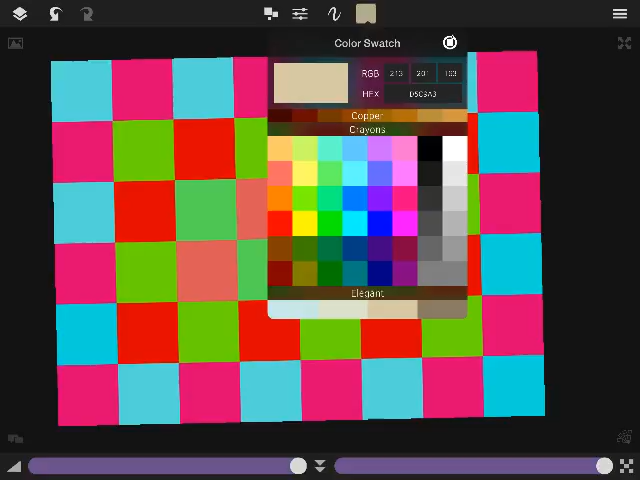 Color Swatch
RGB 213 201 163
HEX D5C9A3
Copper
Crayons
Elegant